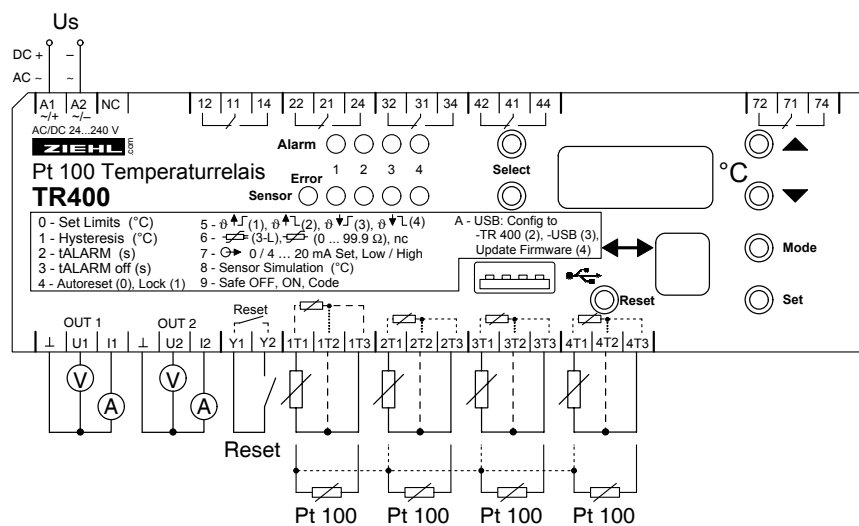 Us
DC + –
AC ~ ~
A1 A2 NC 12 11 14 22 21 24 32 31 34 42 41 44 72 71 74
~/+ ~/–
AC/DC 24...240 V
ZIEHL .com
Pt 100 Temperaturrelais
TR400
Alarm
Error 1 2 3 4
Sensor
Select
°C
0 - Set Limits (°C)
1 - Hysteresis (°C)
2 - tALARM (s)
3 - tALARM off (s)
4 - Autoreset (0), Lock (1)
5 - ϑ (1), ϑ (2), ϑ (3), ϑ (4)
6 - (3-L), (0 ... 99.9 Ω), nc
7 - 0 / 4 ... 20 mA Set, Low / High
8 - Sensor Simulation (°C)
9 - Safe OFF, ON, Code
A - USB: Config to
-TR 400 (2), -USB (3),
Update Firmware (4)
Mode
Reset
Set
OUT 1 OUT 2 Reset
⊥ U1 I1 ⊥ U2 I2 Y1 Y2 1T1 1T2 1T3 2T1 2T2 2T3 3T1 3T2 3T3 4T1 4T2 4T3
V A V A
Reset
Pt 100 Pt 100 Pt 100 Pt 100